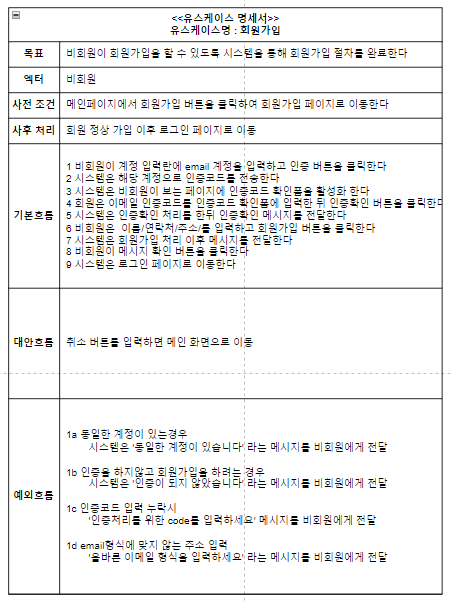 <<유스케이스 명세서>>
유스케이스명 : 회원가입
목표 비회원이 회원가입을 할 수 있도록 시스템을 통해 회원가입 절차를 완료한다
액터 비회원
사전 조건 메인페이지에서 회원가입 버튼을 클릭하여 회원가입 페이지로 이동한다
사후 처리 회원 정상 가입 이후 로그인 페이지로 이동
기본흐름
1 비회원이 계정 입력란에 email 계정을 입력하고 인증 버튼을 클릭한다
2 시스템은 해당 계정으로 인증코드를 전송한다
3 시스템은 비회원이 보는 페이지에 인증코드 확인폼을 활성화 한다
4 회원은 이메일 인증코드를 인증코드 확인폼에 입력한 뒤 인증확인 버튼을 클릭한다
5 시스템은 인증확인 처리를 한뒤 인증확인 메시지를 전달한다
6 비회원은 이름/연락처/주소/를 입력하고 회원가입 버튼을 클릭한다
7 시스템은 회원가입 처리 이후 메시지를 전달한다
8 비회원이 메시지 확인 버튼을 클릭한다
9 시스템은 로그인 페이지로 이동한다
대안흐름 취소 버튼를 입력하면 메인 화면으로 이동
예외흐름
1a 동일한 계정이 있는경우
시스템은 '동일한 계정이 있습니다' 라는 메시지를 비회원에게 전달
1b 인증을 하지않고 회원가입을 하려는 경우
시스템은 '인증이 되지 않았습니다' 라는 메시지를 비회원에게 전달
1c 인증코드 입력 누락시
'인증처리를 위한 code를 입력하세요' 메시지를 비회원에게 전달
1d email형식에 맞지 않는 주소 입력
'올바른 이메일 형식을 입력하세요' 라는 메시지를 비회원에게 전달